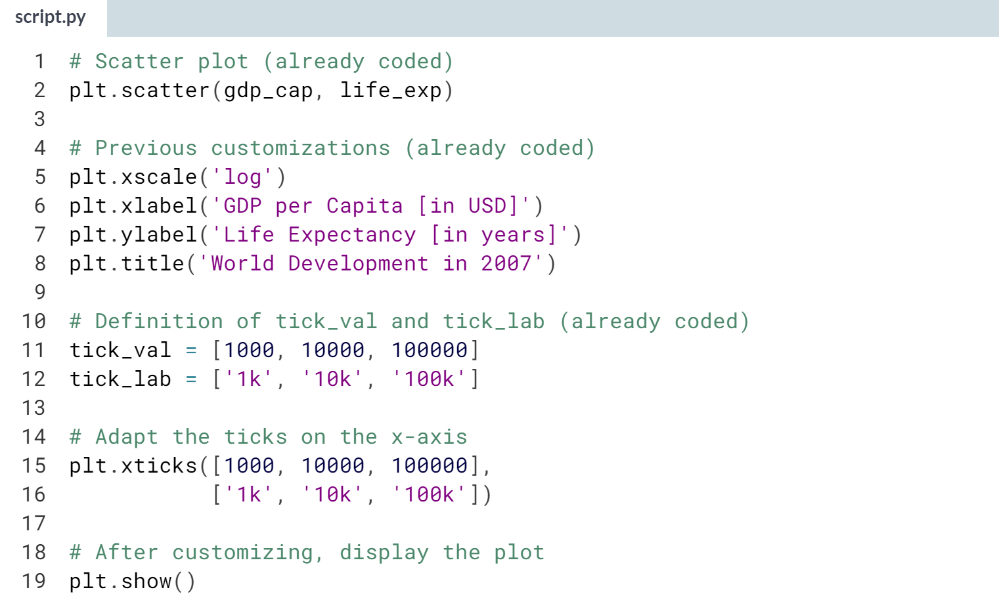 script.py
1 # Scatter plot (already coded)
2 plt.scatter(gdp_cap, life_exp)
3
4 # Previous customizations (already coded)
5 plt.xscale('log')
6 plt.xlabel('GDP per Capita [in USD]')
7 plt.ylabel('Life Expectancy [in years]')
8 plt.title('World Development in 2007')
9
10 # Definition of tick_val and tick_lab (already coded)
11 tick_val = [1000, 10000, 100000]
12 tick_lab = ['1k', '10k', '100k']
13
14 # Adapt the ticks on the x-axis
15 plt.xticks([1000, 10000, 100000],
16            ['1k', '10k', '100k'])
17
18 # After customizing, display the plot
19 plt.show()